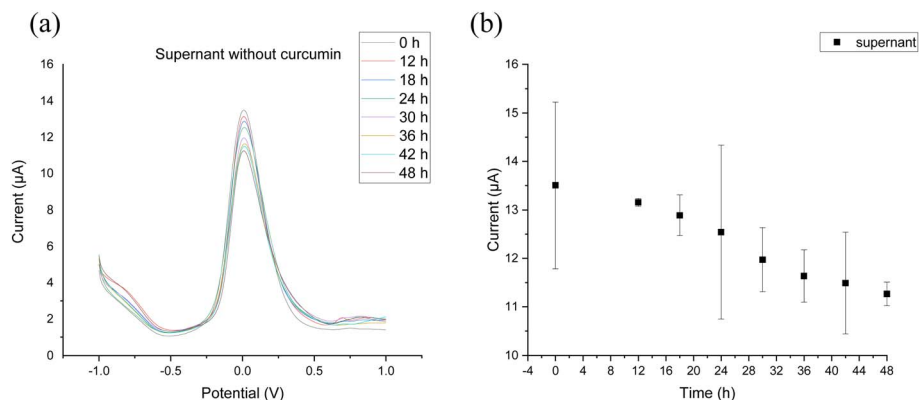 (a)
Supernant without curcumin
0 h
12 h
18 h
24 h
30 h
36 h
42 h
48 h
16
14
12
10
8
6
4
2
0
-1.0
-0.5
0.0
0.5
1.0
Current (μA)
Potential (V)
(b)
supernant
16
15
14
13
12
11
10
-4
0
4
8
12
16
20
24
28
32
36
40
44
48
Current (μA)
Time (h)